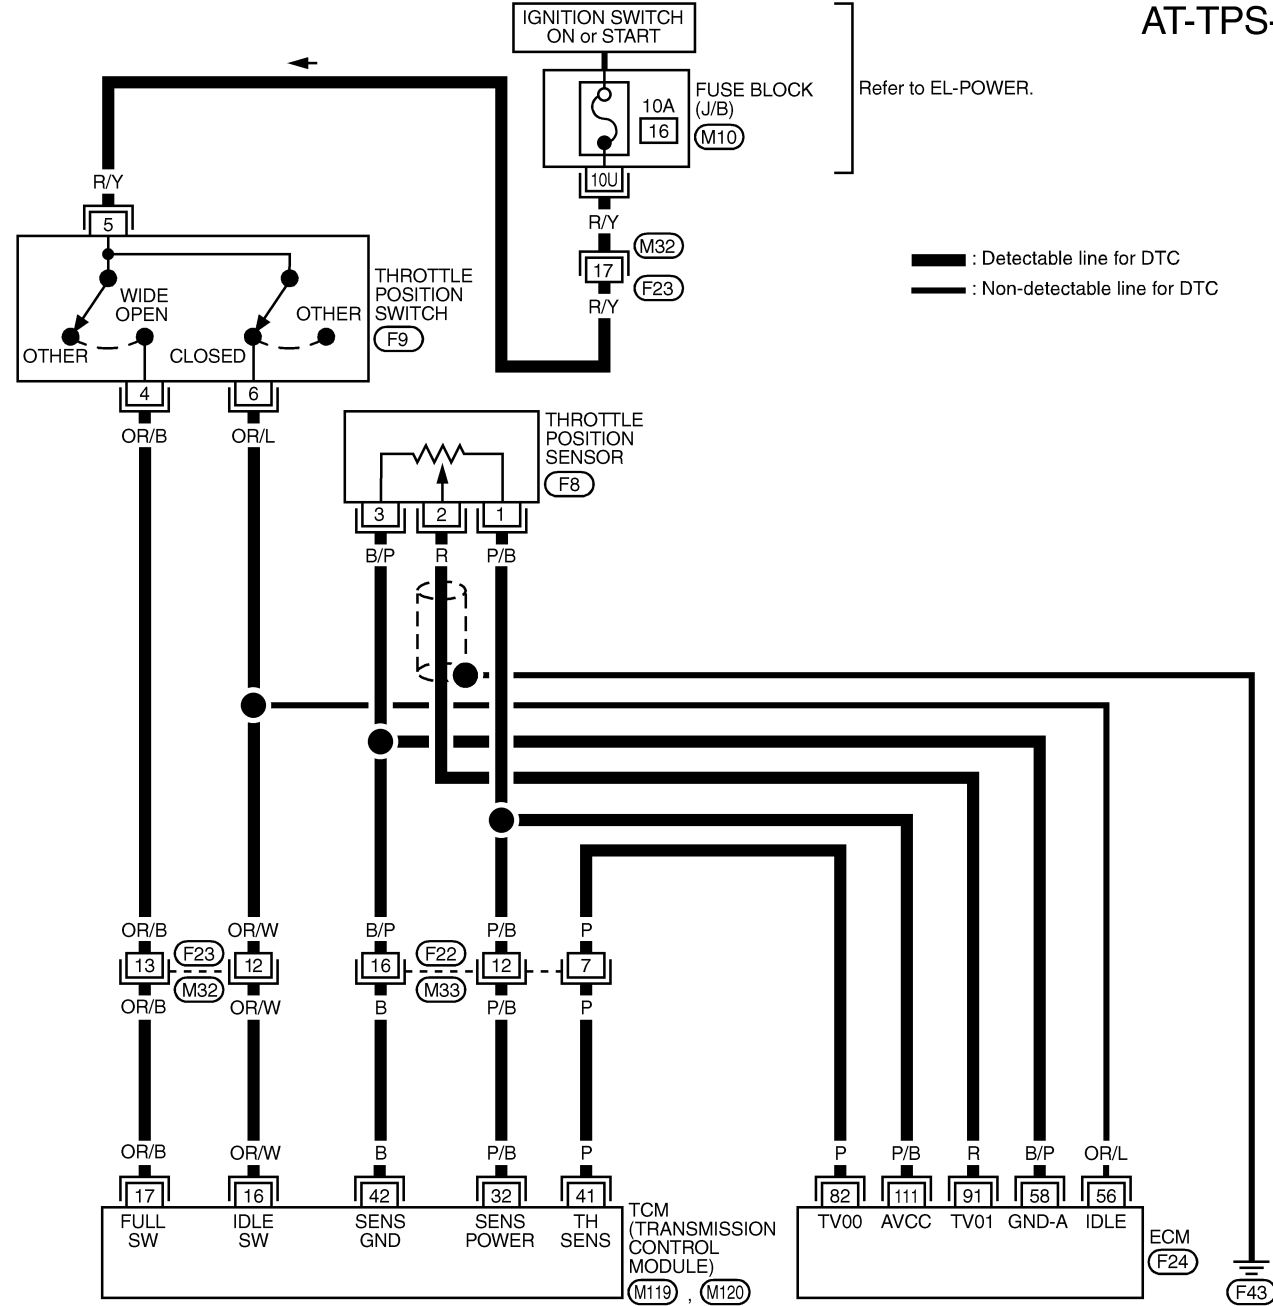 AT-TPS-
IGNITION SWITCH
ON or START
FUSE BLOCK
(J/B)
M10
10A
16
Refer to EL-POWER.
10U
R/Y
M32
17
F23
R/Y
: Detectable line for DTC
: Non-detectable line for DTC
R/Y
5
THROTTLE
POSITION
SWITCH
F9
WIDE
OPEN
OTHER
OTHER
CLOSED
4
6
OR/B
OR/L
THROTTLE
POSITION
SENSOR
F8
3
2
1
B/P
R
P/B
OR/B
OR/W
B/P
P/B
P
13
F23
M32
12
16
F22
M33
12
7
OR/B
OR/W
B
P/B
P
OR/B
OR/W
B
P/B
P
P
P/B
R
B/P
OR/L
17
16
42
32
41
82
111
91
58
56
FULL
SW
IDLE
SW
SENS
GND
SENS
POWER
TH
SENS
TCM
(TRANSMISSION
CONTROL
MODULE)
M119 , M120
TV00
AVCC
TV01
GND-A
IDLE
ECM
F24
F43